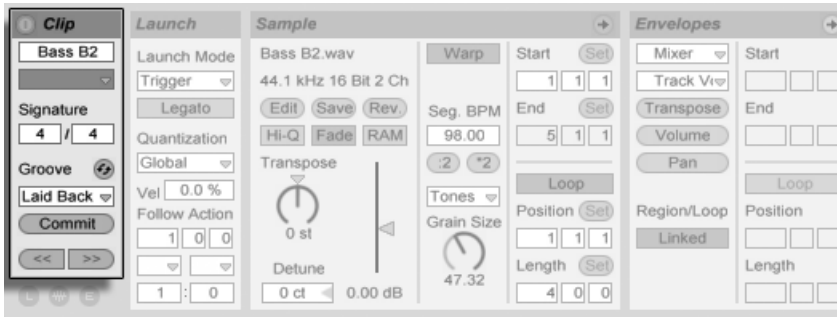 Clip
Bass B2
Signature
4 / 4
Groove
Laid Back
Commit
<< >>
L E
Launch
Launch Mode
Trigger
Legato
Quantization
Global
Vel 0.0 %
Follow Action
1 0 0
1 : 0
Sample
Bass B2.wav
44.1 kHz 16 Bit 2 Ch
Edit Save Rev.
Hi-Q Fade RAM
Transpose
0 st
Detune
0 ct 0.00 dB
Warp
Seg. BPM
98.00
:2 *2
Tones
Grain Size
47.32
Start Set
1 1 1
End Set
5 1 1
Loop
Position Set
1 1 1
Length Set
4 0 0
Envelopes
Mixer
Track
Transpose
Volume
Pan
Region/Loop
Linked
Start
End
Loop
Position
Length